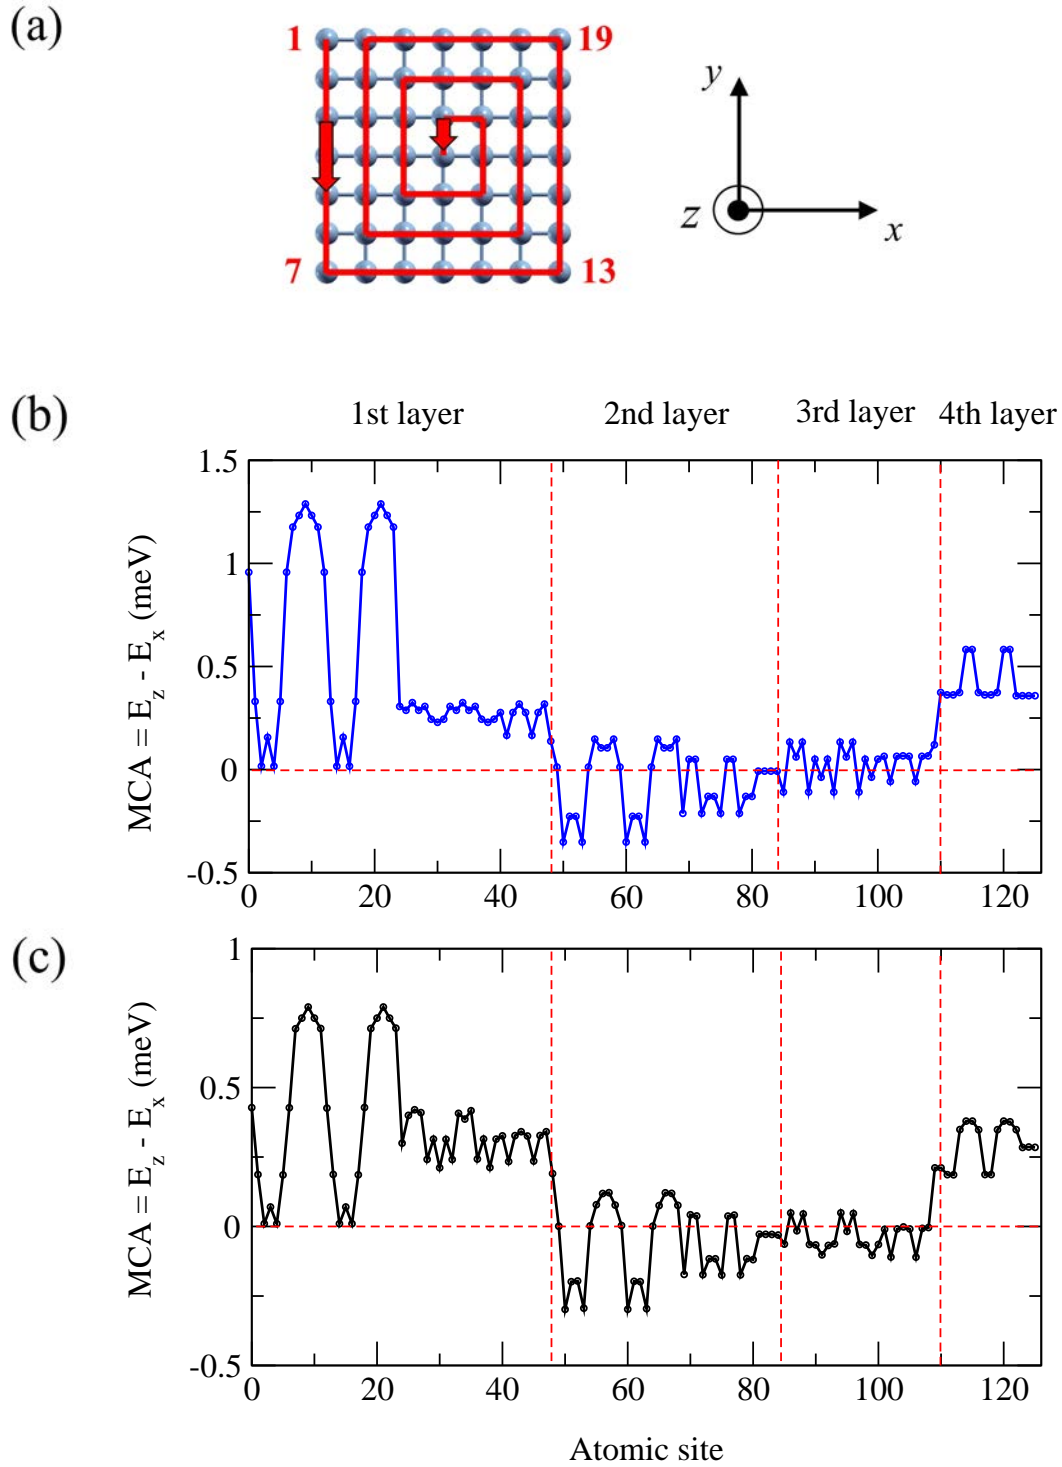 (a)
1
19
7
13
y
z
x
(b)
1st layer
2nd layer
3rd layer
4th layer
1.5
1
0.5
0
-0.5
MCA = E_z - E_x (meV)
0
20
40
60
80
100
120
(c)
1
0.5
0
-0.5
MCA = E_z - E_x (meV)
0
20
40
60
80
100
120
Atomic site